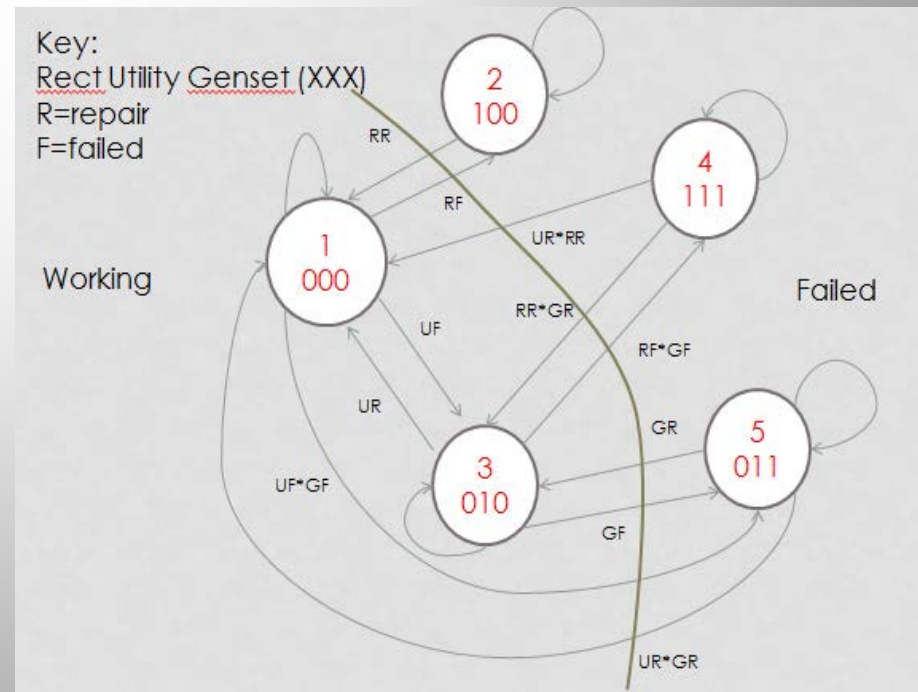 Key:
Rect Utility Genset (XXX)
R=repair
F=failed
2
100
RR
4
111
RF
1
000
UR*RR
Working
Failed
RR*GR
UF
RF*GF
UR
GR
5
011
3
010
UF*GF
GF
UR*GR